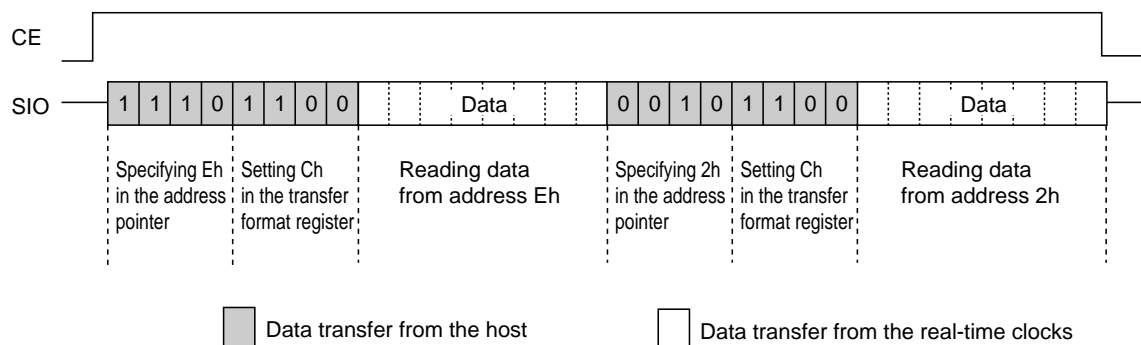 CE
SIO 1 1 1 0 1 1 0 0 Data 0 0 1 0 1 1 0 0 Data
Specifying Eh
in the address
pointer
Setting Ch
in the transfer
format register
Reading data
from address Eh
Specifying 2h
in the address
pointer
Setting Ch
in the transfer
format register
Reading data
from address 2h
Data transfer from the host
Data transfer from the real-time clocks